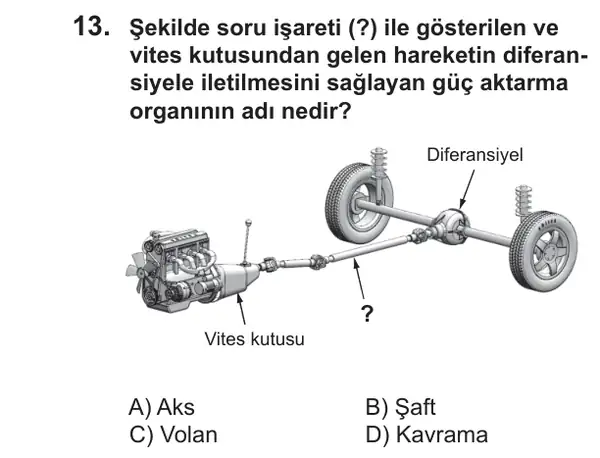 13. Şekilde soru işareti (?) ile gösterilen ve
vites kutusundan gelen hareketin diferan-
siyele iletilmesini sağlayan güç aktarma
organının adı nedir?
Diferansiyel
?
Vites kutusu
A) Aks
B) Şaft
C) Volan
D) Kavrama